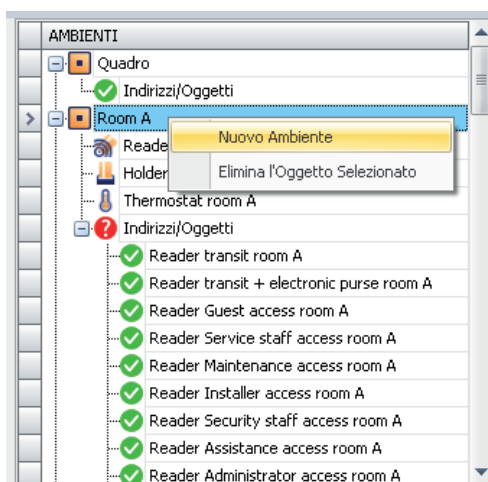 AMBIENTI
Quadro
Indirizzi/Oggetti
Room A
Nuovo Ambiente
Reade
Elimina l'Oggetto Selezionato
Holder
Thermostat room A
Indirizzi/Oggetti
Reader transit room A
Reader transit + electronic purse room A
Reader Guest access room A
Reader Service staff access room A
Reader Maintenance access room A
Reader Installer access room A
Reader Security staff access room A
Reader Assistance access room A
Reader Administrator access room A